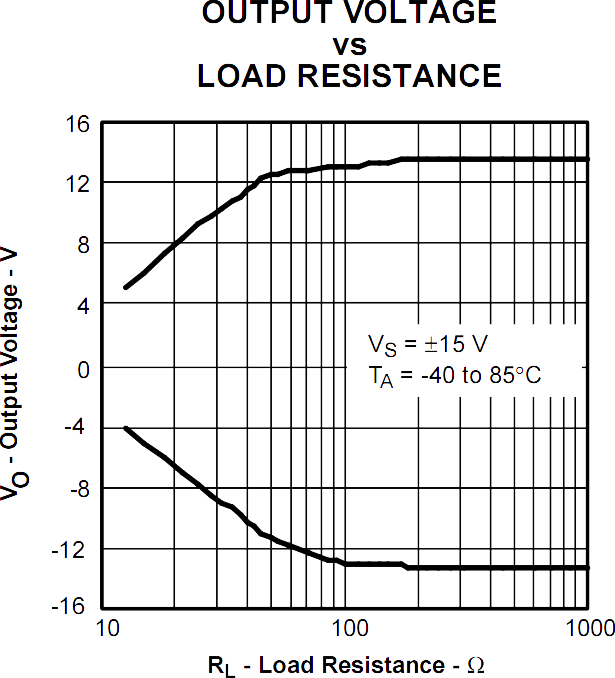 OUTPUT VOLTAGE
vs
LOAD RESISTANCE
16
12
8
4
0
-4
-8
-12
-16
VO - Output Voltage - V
VS = ±15 V
TA = -40 to 85°C
10
100
1000
RL - Load Resistance - Ω